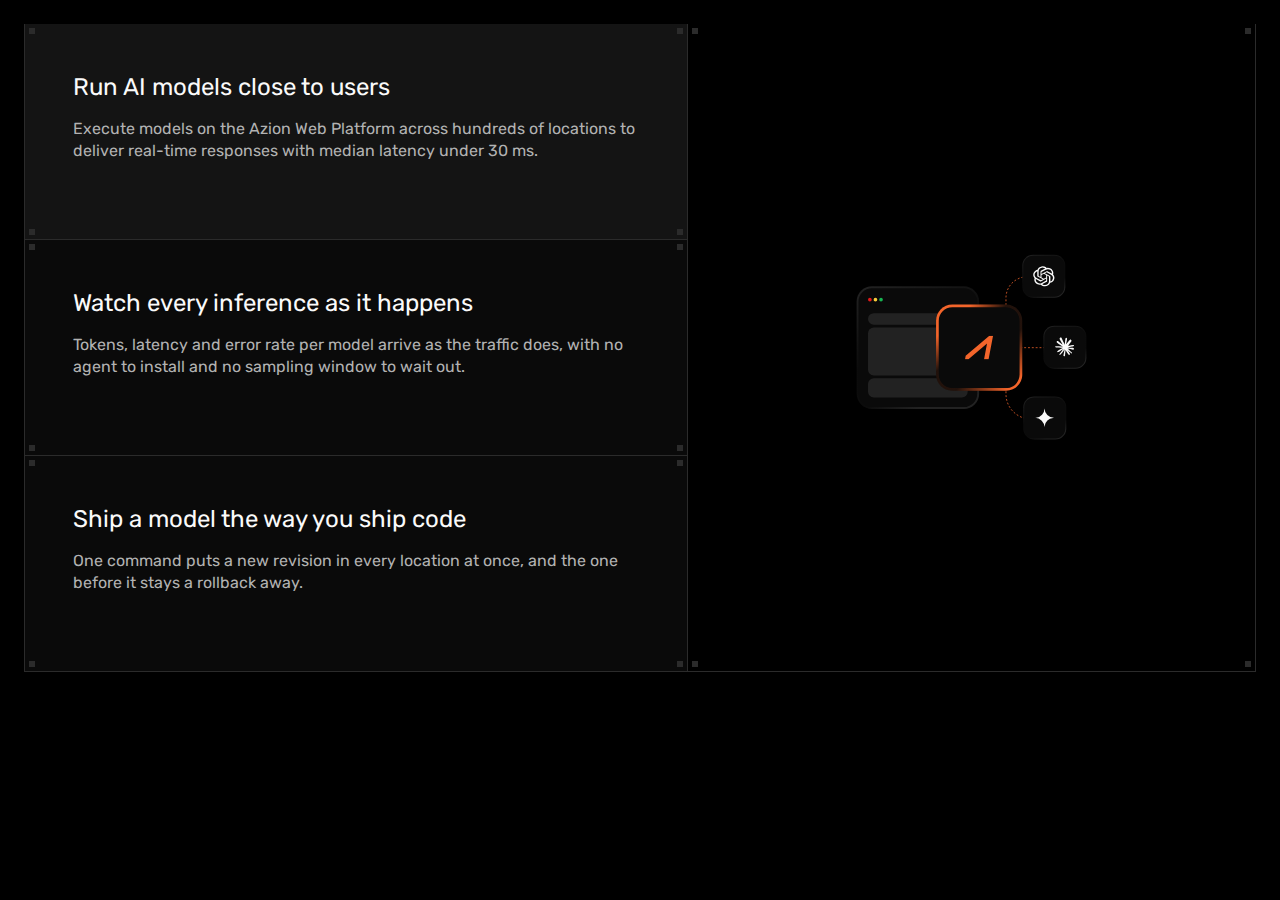 Run AI models close to users
Execute models on the Azion Web Platform across hundreds of locations to
deliver real-time responses with median latency under 30 ms.
Watch every inference as it happens
Tokens, latency and error rate per model arrive as the traffic does, with no
agent to install and no sampling window to wait out.
Ship a model the way you ship code
One command puts a new revision in every location at once, and the one
before it stays a rollback away.